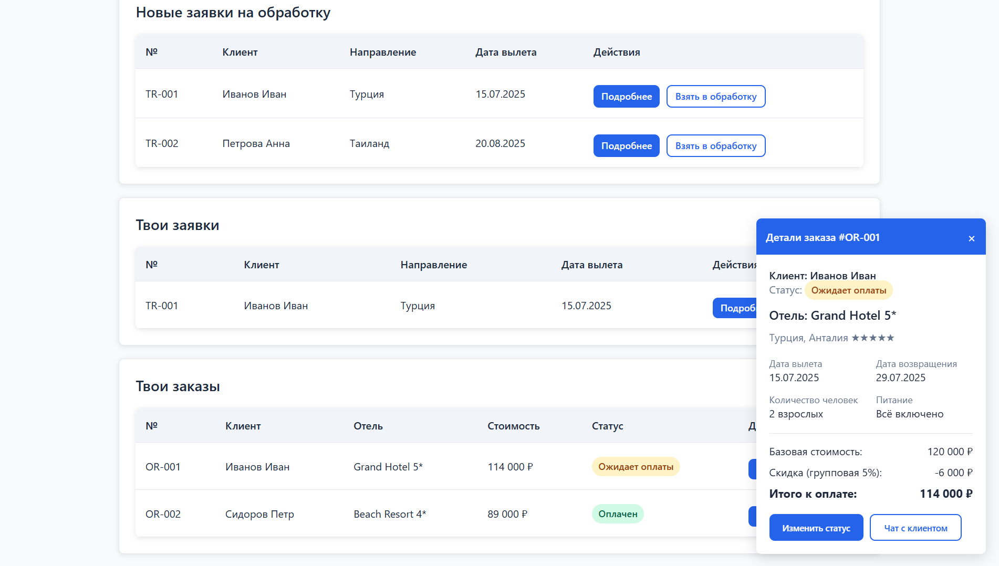 Новые заявки на обработку
№ Клиент Направление Дата вылета Действия
TR-001 Иванов Иван Турция 15.07.2025 Подробнее Взять в обработку
TR-002 Петрова Анна Таиланд 20.08.2025 Подробнее Взять в обработку
Твои заявки
№ Клиент Направление Дата вылета Действия
TR-001 Иванов Иван Турция 15.07.2025 Подроб
Твои заказы
№ Клиент Отель Стоимость Статус Д
OR-001 Иванов Иван Grand Hotel 5* 114 000 ₽ Ожидает оплаты
OR-002 Сидоров Петр Beach Resort 4* 89 000 ₽ Оплачен
Детали заказа #OR-001 ×
Клиент: Иванов Иван
Статус: Ожидает оплаты
Отель: Grand Hotel 5*
Турция, Анталия ★★★★★
Дата вылета Дата возвращения
15.07.2025 29.07.2025
Количество человек Питание
2 взрослых Всё включено
Базовая стоимость: 120 000 ₽
Скидка (групповая 5%): -6 000 ₽
Итого к оплате: 114 000 ₽
Изменить статус Чат с клиентом